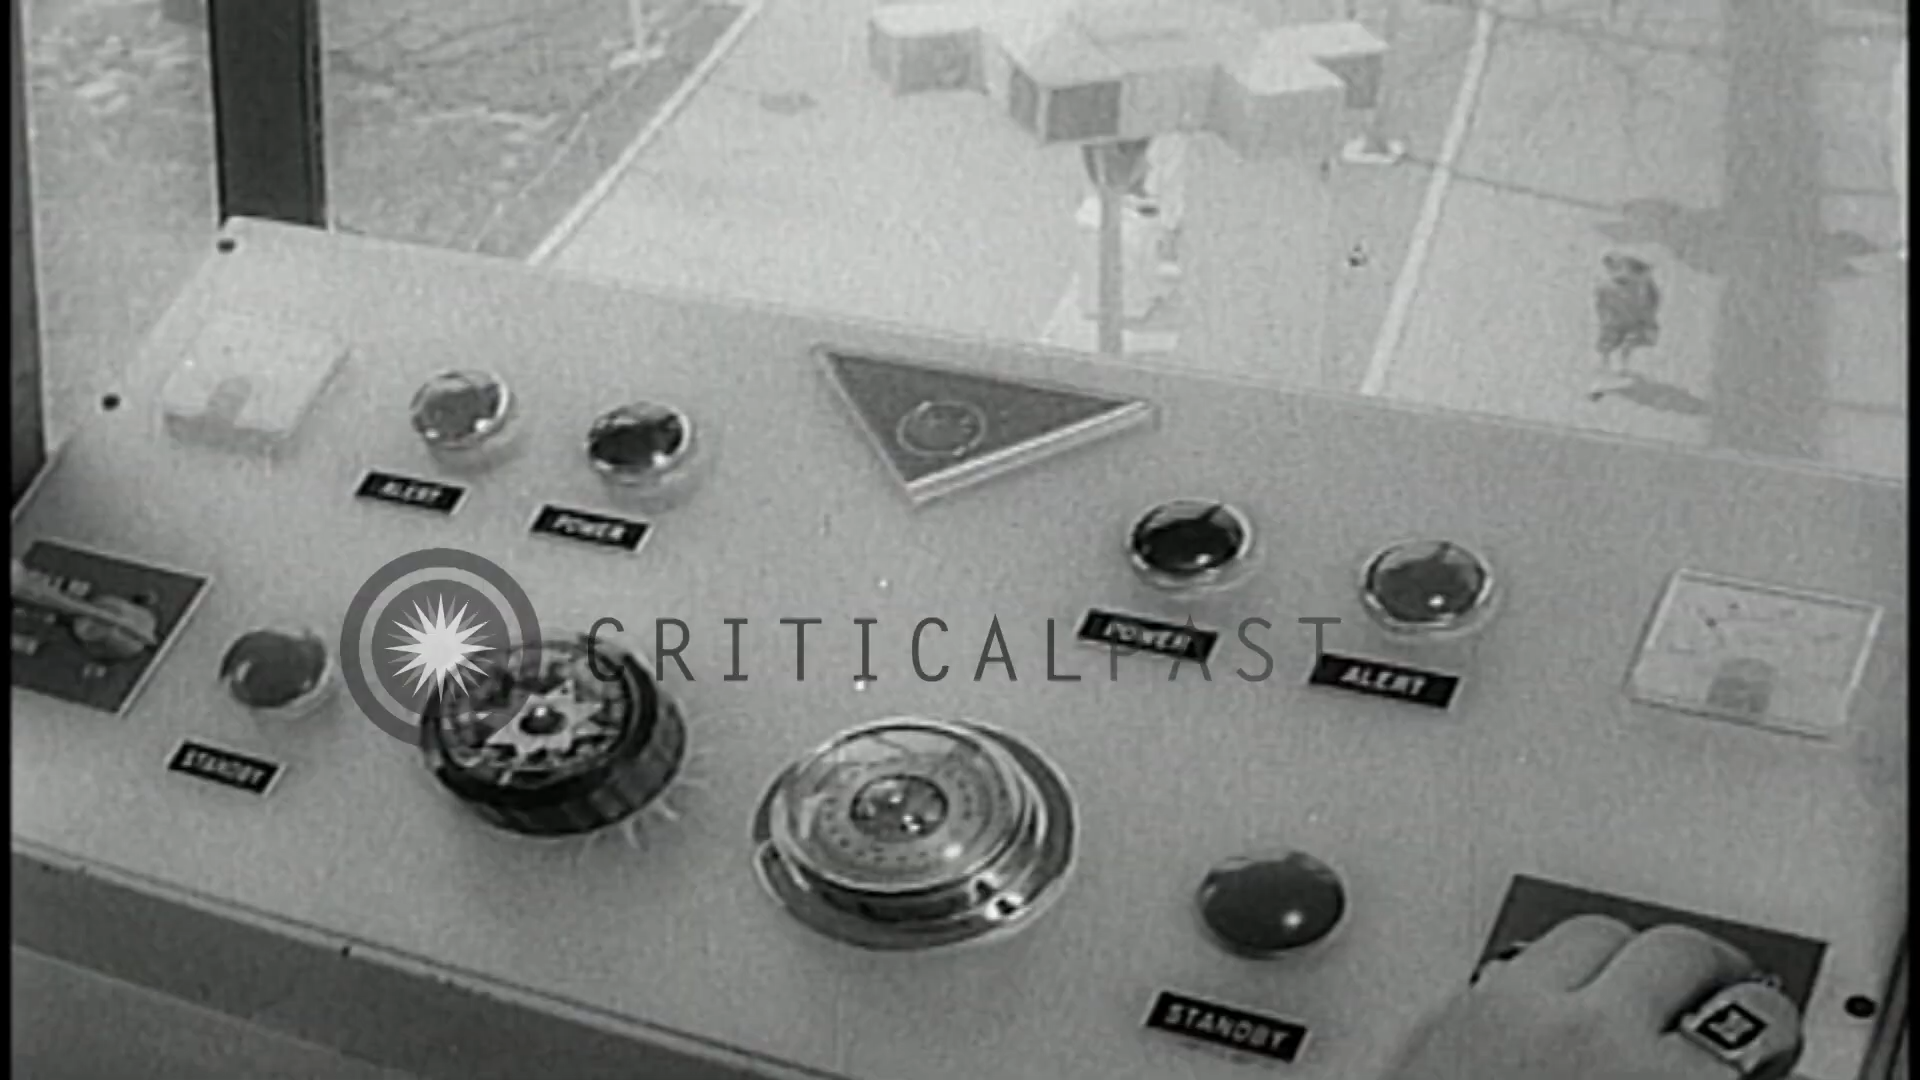 ALERT
POWER
POWER
ALERT
STANDBY
STANDBY
CRITICALPAST